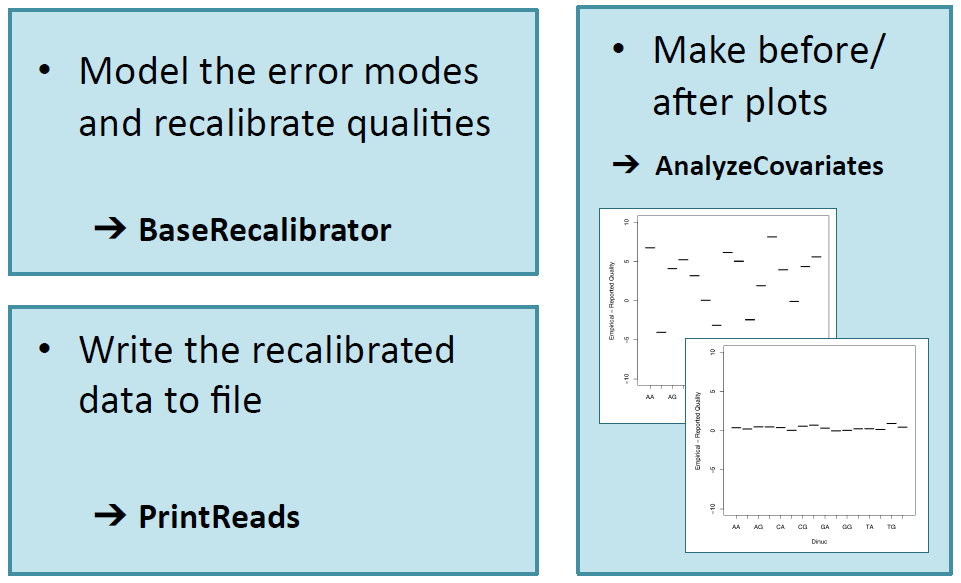 • Model the error modes
and recalibrate qualities
➔ BaseRecalibrator
• Write the recalibrated
data to file
➔ PrintReads
• Make before/
after plots
➔ AnalyzeCovariates
10
5
0
−5
−10
Empirical − Reported Quality
AA AG
10
5
0
−5
−10
Empirical − Reported Quality
AA AG CA CG GA GG TA TG
Dinuc